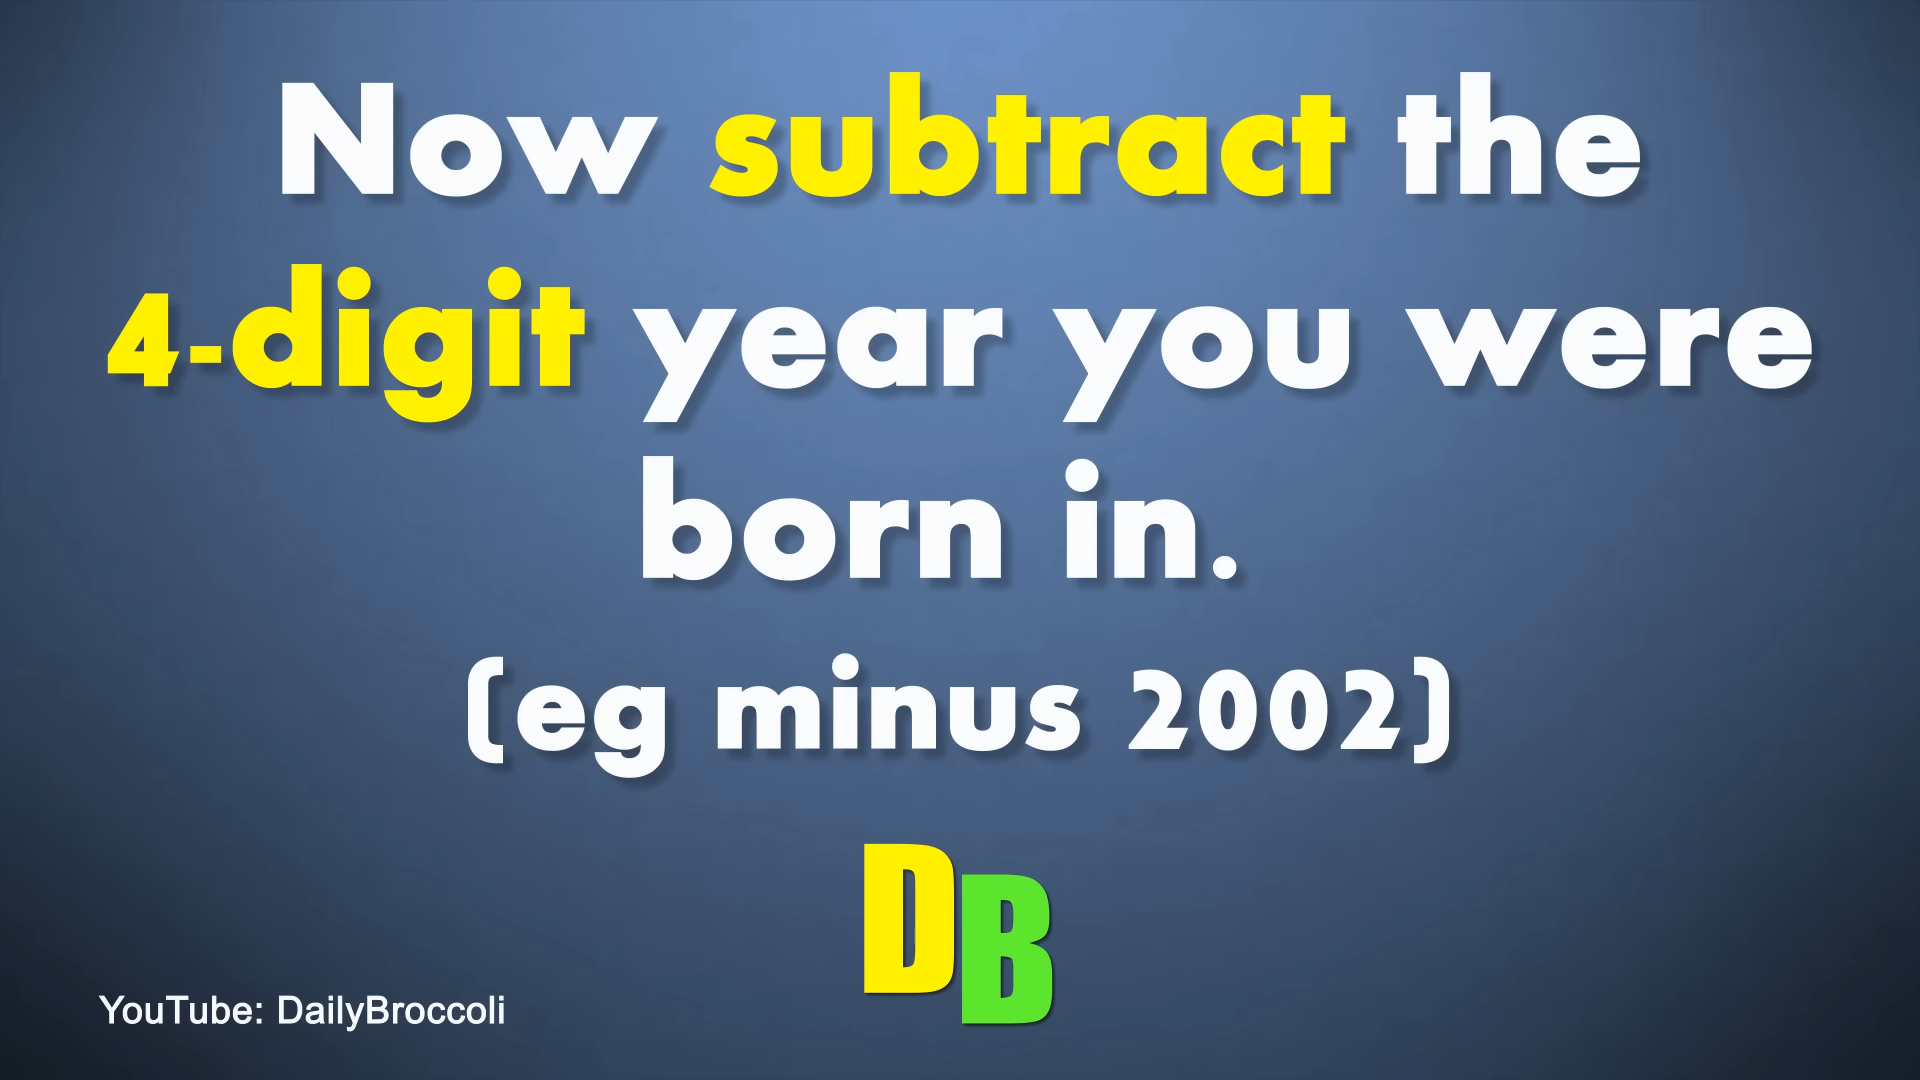 Now subtract the
4-digit year you were
born in.
(eg minus 2002)
DB
YouTube: DailyBroccoli